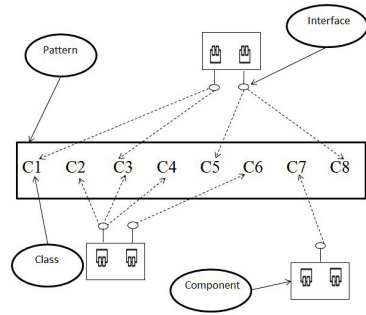 Interface
Pattern
C1 C2 C3 C4 C5 C6 C7 C8
Class
Component